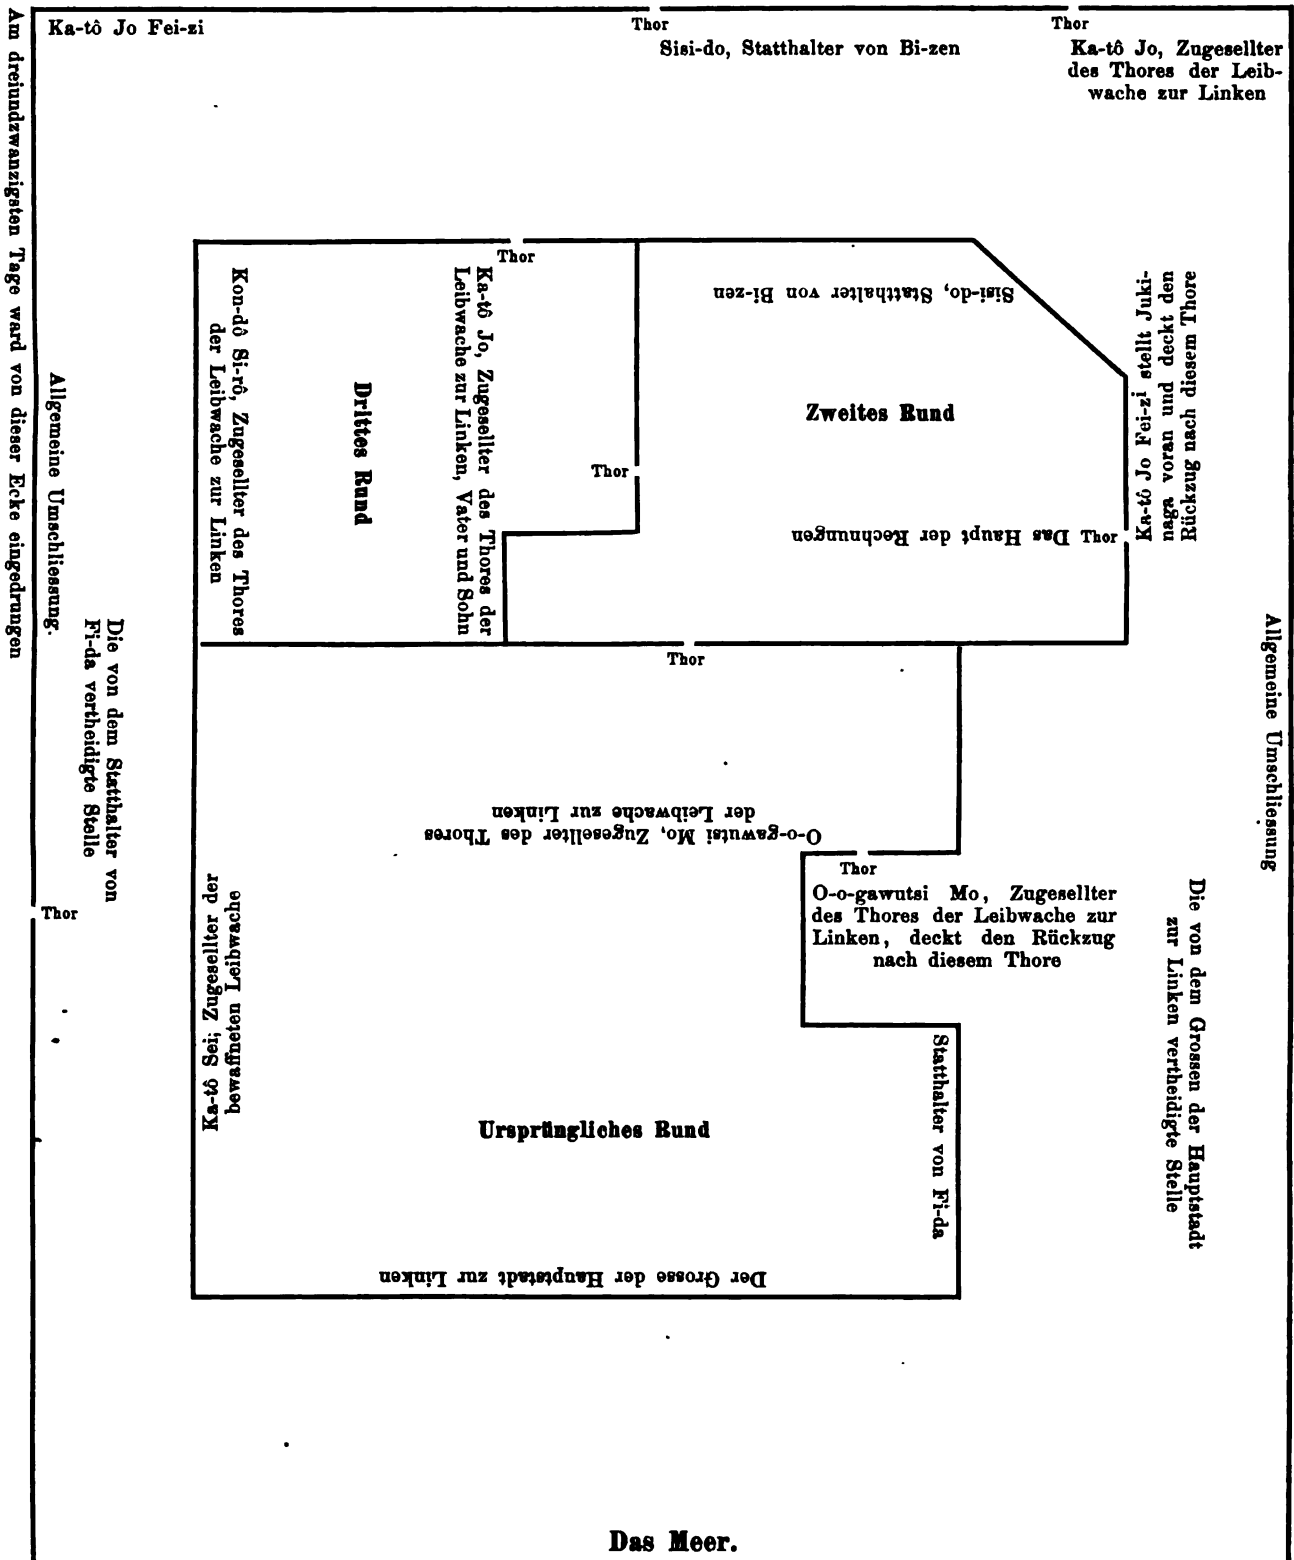 Am dreiundzwanzigsten Tage ward von dieser Ecke eingedrungen
Ka-tô Jo Fei-zi
Thor
Sisi-do, Statthalter von Bi-zen
Thor
Ka-tô Jo, Zugesellter
des Thores der Leib-
wache zur Linken
Allgemeine Umschliessung.
Kon-dô Si-rô, Zugesellter des Thores
der Leibwache zur Linken
Drittes Rund
Thor
Ka-tô Jo, Zugesellter des Thores der
Leibwache zur Linken, Vater und Sohn
Sisi-do, Statthalter von Bi-zen
Zweites Rund
Thor
Das Haupt der Rechnungen
Thor
Ka-tô Jo Fei-zi stellt Juki-
naga voran und deckt den
Rückzug nach diesem Thore
Allgemeine Umschliessung
Die von dem Statthalter von
Fi-da vertheidigte Stelle
Thor
Thor
O-o-gawutsi Mo, Zugesellter des Thores
der Leibwache zur Linken
Thor
O-o-gawutsi Mo, Zugesellter
des Thores der Leibwache zur
Linken, deckt den Rückzug
nach diesem Thore
Ka-tô Sei; Zugesellter der
bewaffneten Leibwache
Ursprüngliches Rund
Statthalter von Fi-da
Die von dem Grossen der Hauptstadt
zur Linken vertheidigte Stelle
Der Grosse der Hauptstadt zur Linken
Das Meer.